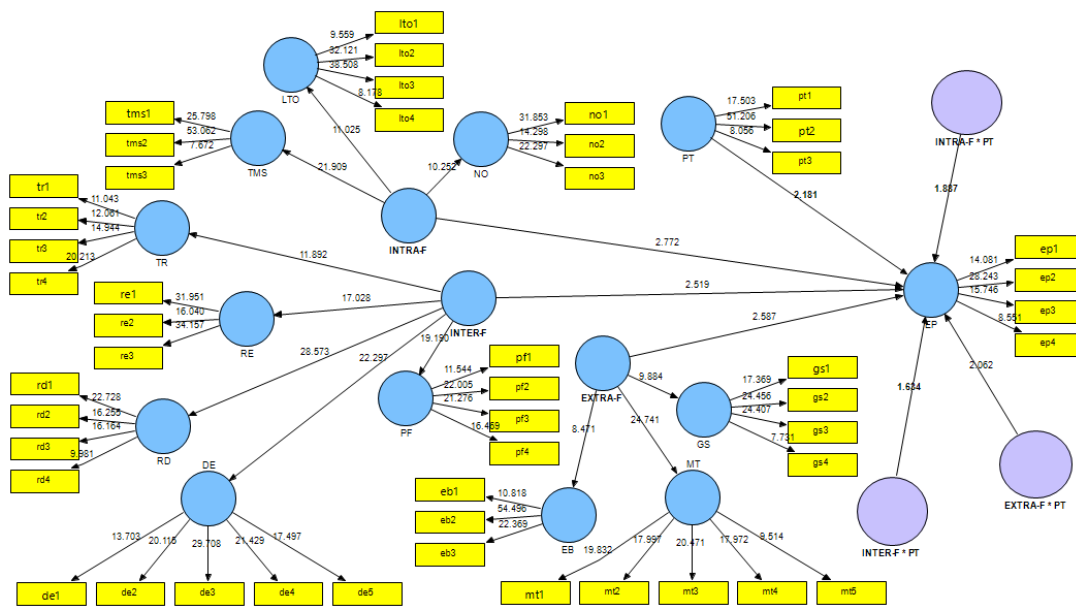 lto1
9.559
lto2
32.121
38.508
lto3
8.178
lto4
LTO
tms1
25.798
53.062
tms2
7.672
tms3
TMS
11.025
21.909
10.252
no1
31.853
14.298
no2
22.297
no3
NO
PT
17.503
pt1
51.206
pt2
8.056
pt3
INTRA-F * PT
1.887
2.181
tr1
11.043
tr2
12.061
14.944
tr3
20.213
tr4
TR
INTRA-F
11.892
2.772
ep1
14.081
28.243
ep2
15.746
ep3
8.551
ep4
EP
re1
31.951
16.040
re2
34.157
re3
RE
17.028
INTER-F
2.519
19.190
28.573
22.297
2.587
2.062
1.634
rd1
22.728
rd2
16.255
16.164
rd3
9.981
rd4
RD
pf1
11.544
22.005
pf2
21.276
pf3
16.469
pf4
PF
EXTRA-F
9.884
24.741
8.471
gs1
17.369
24.456
gs2
24.407
gs3
7.731
gs4
GS
DE
13.703
20.115
29.708
21.429
17.497
de1
de2
de3
de4
de5
eb1
10.818
54.496
eb2
22.369
eb3
EB
MT
19.832
17.997
20.471
17.972
9.514
mt1
mt2
mt3
mt4
mt5
INTER-F * PT
EXTRA-F * PT